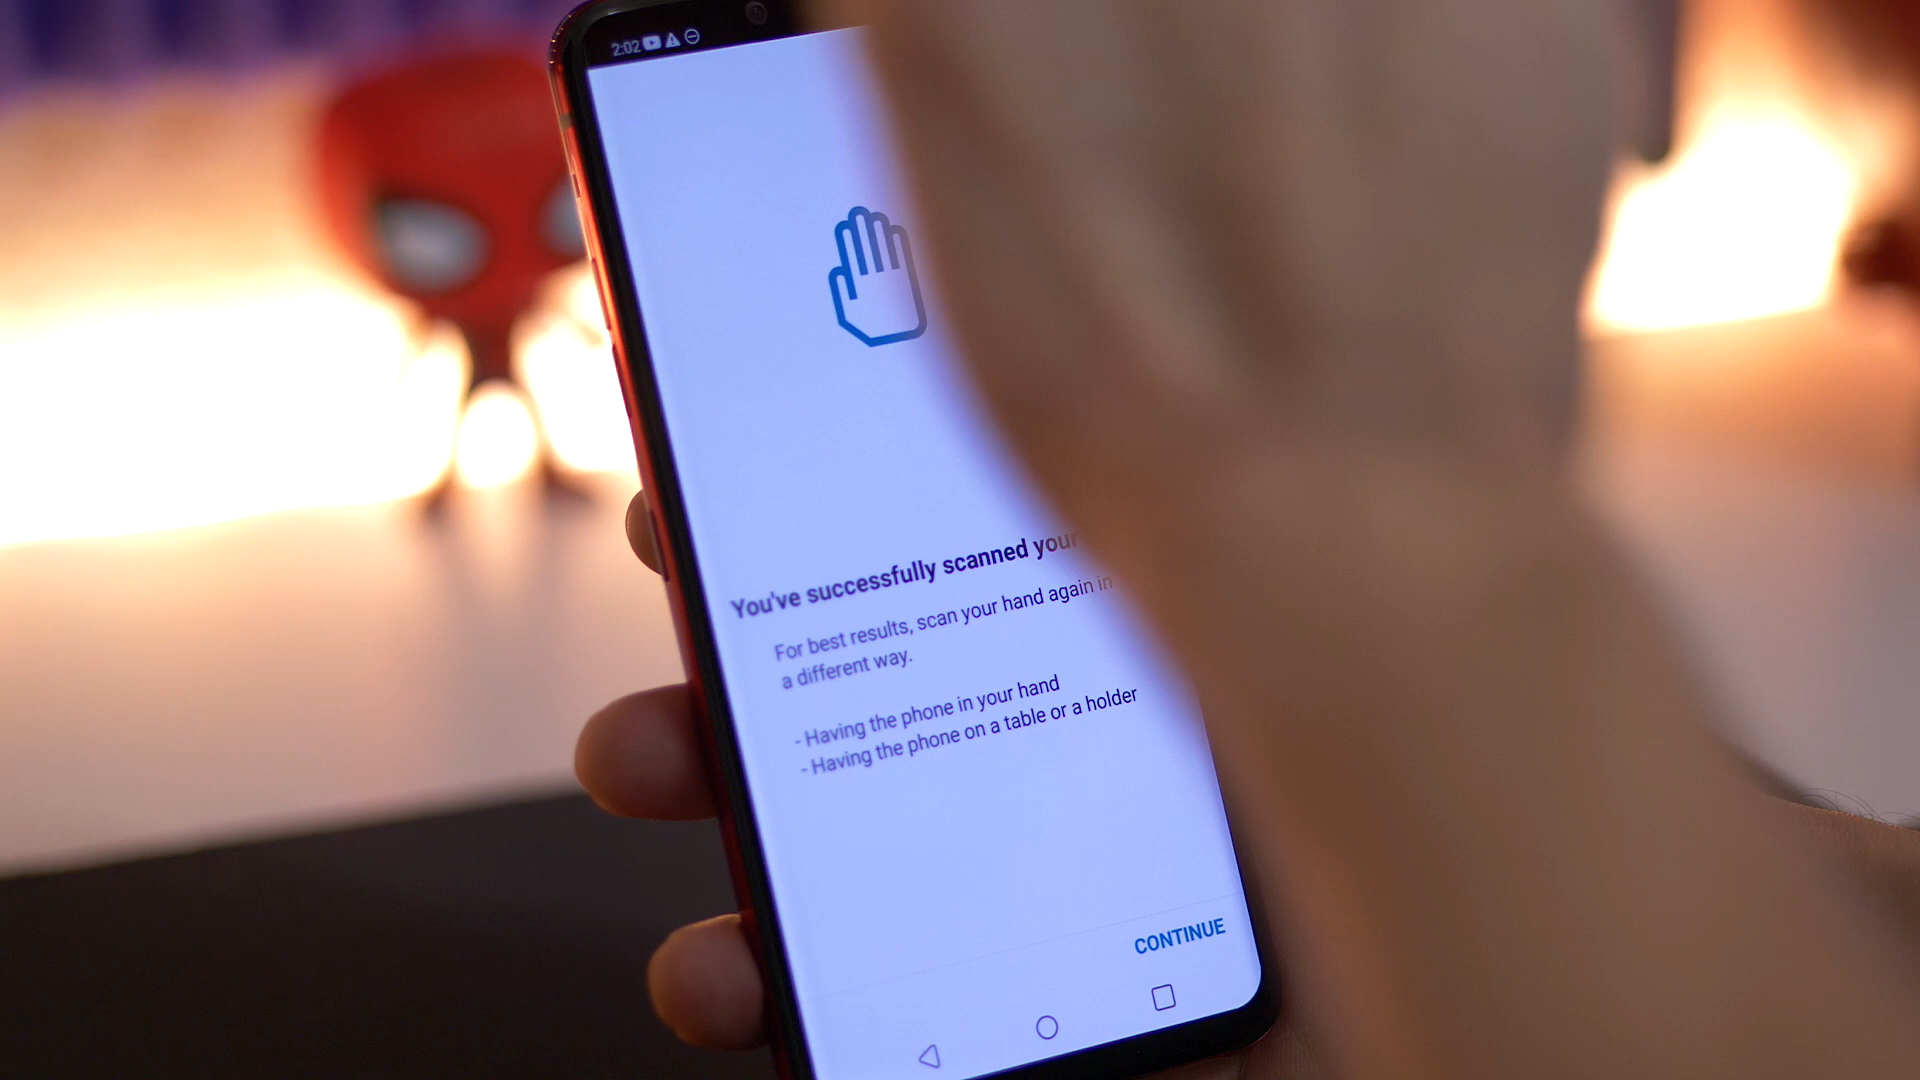 2:02
You've successfully scanned your
For best results, scan your hand again in
a different way.
- Having the phone in your hand
- Having the phone on a table or a holder
CONTINUE